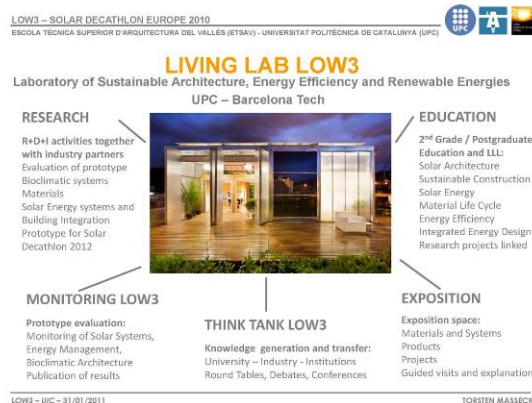 LOW3 – SOLAR DECATHLON EUROPE 2010
ESCOLA TÈCNICA SUPERIOR D'ARQUITECTURA DEL VALLÈS (ETSAV) - UNIVERSITAT POLITÈCNICA DE CATALUNYA (UPC)
UPC
LIVING LAB LOW3
Laboratory of Sustainable Architecture, Energy Efficiency and Renewable Energies
UPC – Barcelona Tech
RESEARCH
R+D+I activities together
with industry partners
Evaluation of prototype
Bioclimatic systems
Materials
Solar Energy systems and
Building Integration
Prototype for Solar
Decathlon 2012
EDUCATION
2nd Grade / Postgraduate
Education and LLL:
Solar Architecture
Sustainable Construction
Solar Energy
Material Life Cycle
Energy Efficiency
Integrated Energy Design
Research projects linked
MONITORING LOW3
Prototype evaluation:
Monitoring of Solar Systems,
Energy Management,
Bioclimatic Architecture
Publication of results
THINK TANK LOW3
Knowledge generation and transfer:
University – Industry - Institutions
Round Tables, Debates, Conferences
EXPOSITION
Exposition space:
Materials and Systems
Products
Projects
Guided visits and explanation
LOW3 – UIC – 31/01/2011
TORSTEN MASSECK